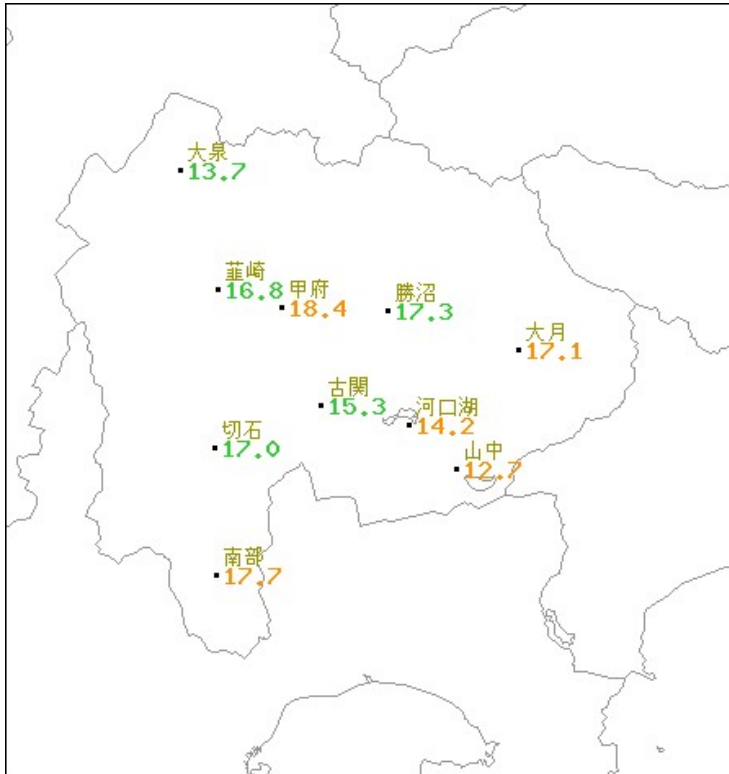 大泉
13.7
韮崎
16.8
甲府
18.4
勝沼
17.3
大月
17.1
古関
15.3
河口湖
14.2
切石
17.0
山中
12.7
南部
17.7